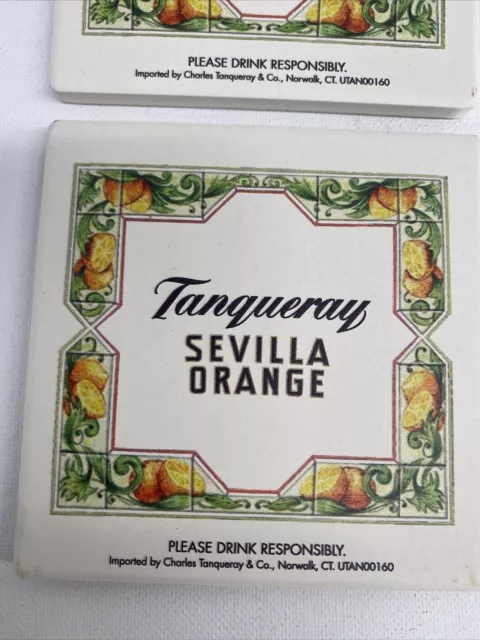 PLEASE DRINK RESPONSIBLY.
Imported by Charles Tanqueray & Co., Norwalk, CT. UTAN00160
Tanqueray
SEVILLA
ORANGE
PLEASE DRINK RESPONSIBLY.
Imported by Charles Tanqueray & Co., Norwalk, CT. UTAN00160